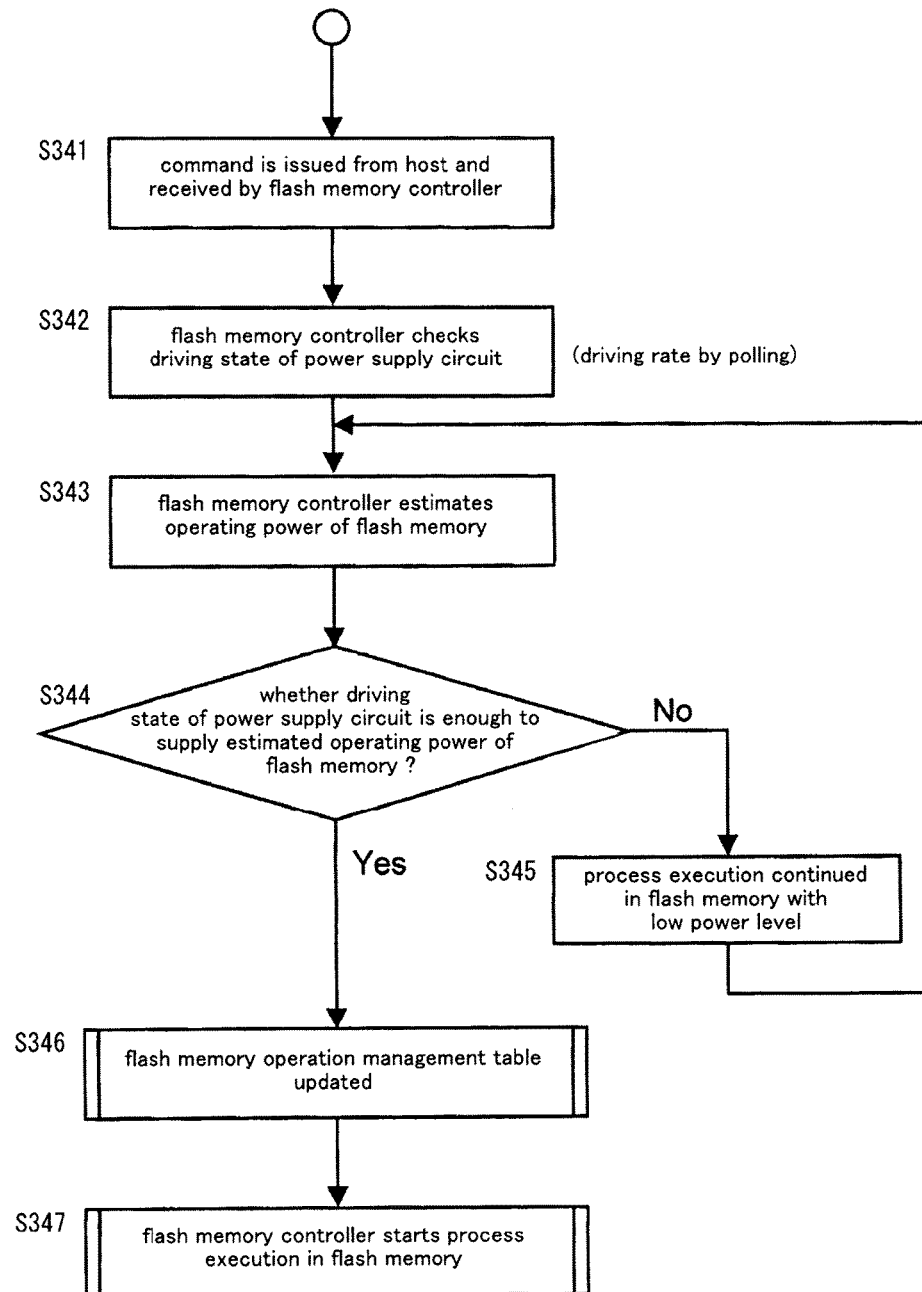 S341
command is issued from host and
received by flash memory controller
S342
flash memory controller checks
driving state of power supply circuit
(driving rate by polling)
S343
flash memory controller estimates
operating power of flash memory
S344
whether driving
state of power supply circuit is enough to
supply estimated operating power of
flash memory ?
No
Yes
S345
process execution continued
in flash memory with
low power level
S346
flash memory operation management table
updated
S347
flash memory controller starts process
execution in flash memory